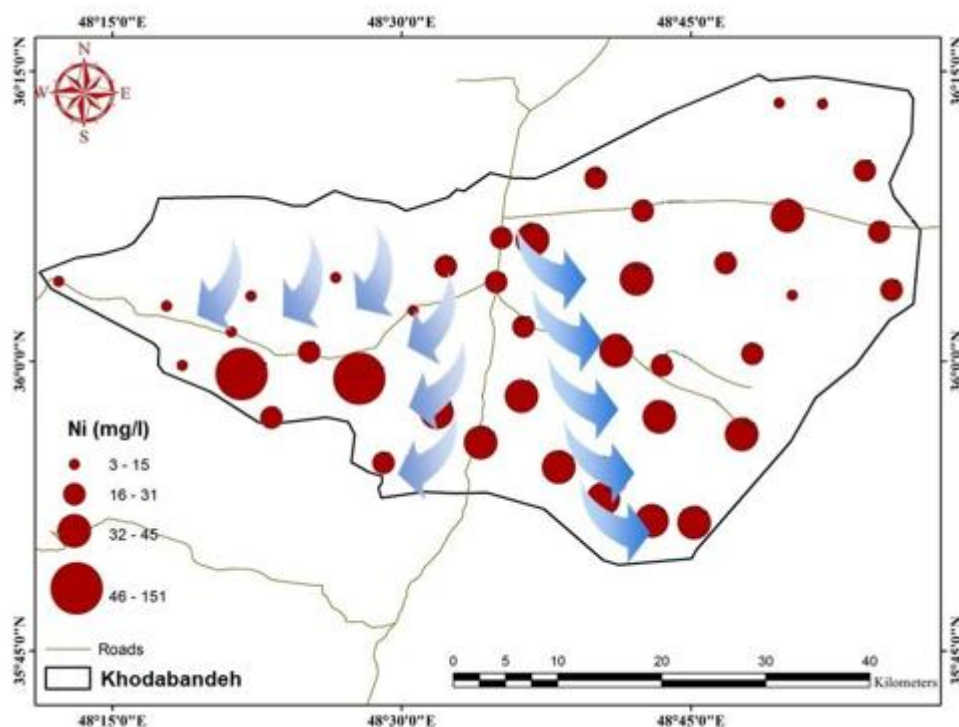 48°15'0"E 48°30'0"E 48°45'0"E
36°15'0"N
36°15'0"N
N
W E
S
36°0'0"N
36°0'0"N
Ni (mg/l)
3 - 15
16 - 31
32 - 45
46 - 151
Roads
Khodabandeh
35°45'0"N
35°45'0"N
0 5 10 20 30 40
Kilometers
48°15'0"E 48°30'0"E 48°45'0"E